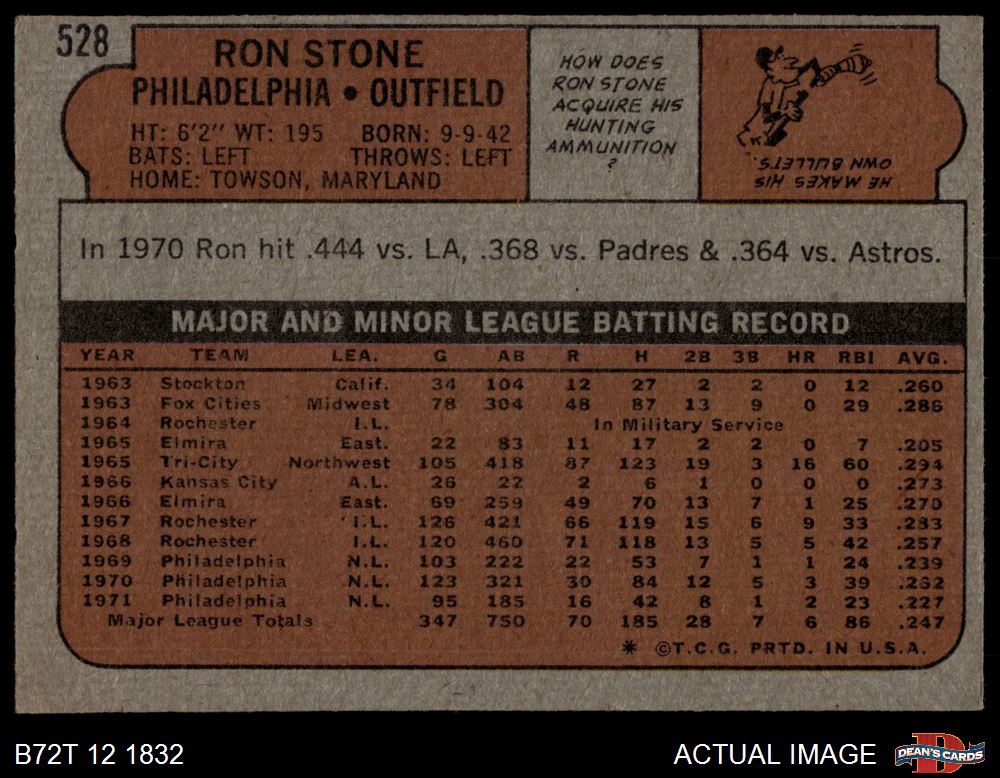 528
RON STONE
PHILADELPHIA • OUTFIELD
HT: 6'2" WT: 195 BORN: 9-9-42
BATS: LEFT THROWS: LEFT
HOME: TOWSON, MARYLAND
HOW DOES
RON STONE
ACQUIRE HIS
HUNTING
AMMUNITION
?
HE MAKES HIS
OWN BULLETS.
In 1970 Ron hit .444 vs. LA, .368 vs. Padres & .364 vs. Astros.
MAJOR AND MINOR LEAGUE BATTING RECORD
YEAR TEAM LEA. G AB R H 2B 3B HR RBI AVG.
1963 Stockton Calif. 34 104 12 27 2 2 0 12 .260
1963 Fox Cities Midwest 78 304 48 87 13 9 0 29 .286
1964 Rochester I.L. In Military Service
1965 Elmira East. 22 83 11 17 2 2 0 7 .205
1965 Tri-City Northwest 105 418 87 123 19 3 16 60 .294
1966 Kansas City A.L. 26 22 2 6 1 0 0 0 .273
1966 Elmira East. 69 259 49 70 13 7 1 25 .270
1967 Rochester I.L. 126 421 66 119 15 6 9 33 .283
1968 Rochester I.L. 120 460 71 118 13 5 5 42 .257
1969 Philadelphia N.L. 103 222 22 53 7 1 1 24 .239
1970 Philadelphia N.L. 123 321 30 84 12 5 3 39 .262
1971 Philadelphia N.L. 95 185 16 42 8 1 2 23 .227
Major League Totals 347 750 70 185 28 7 6 86 .247
* ©T.C.G. PRTD. IN U.S.A.
B72T 12 1832
ACTUAL IMAGE
DEAN'S CARDS